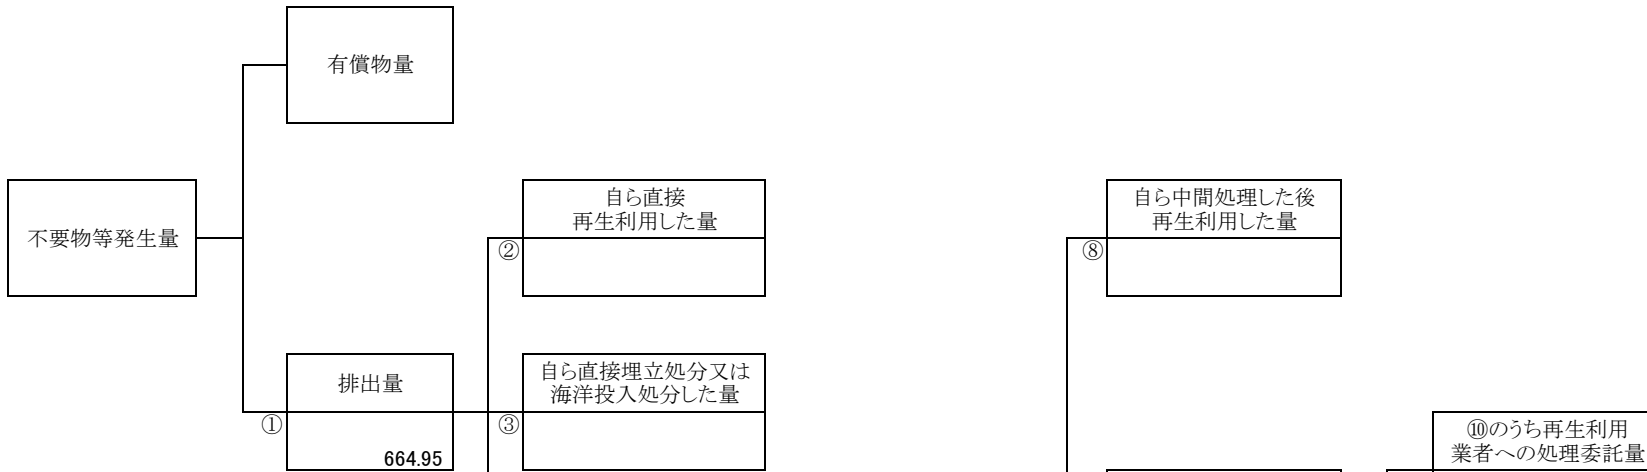 有償物量
不要物等発生量
自ら直接
再生利用した量
②
自ら中間処理した後
再生利用した量
⑧
排出量
①
664.95
自ら直接埋立処分又は
海洋投入処分した量
③
⑩のうち再生利用
業者への処理委託量